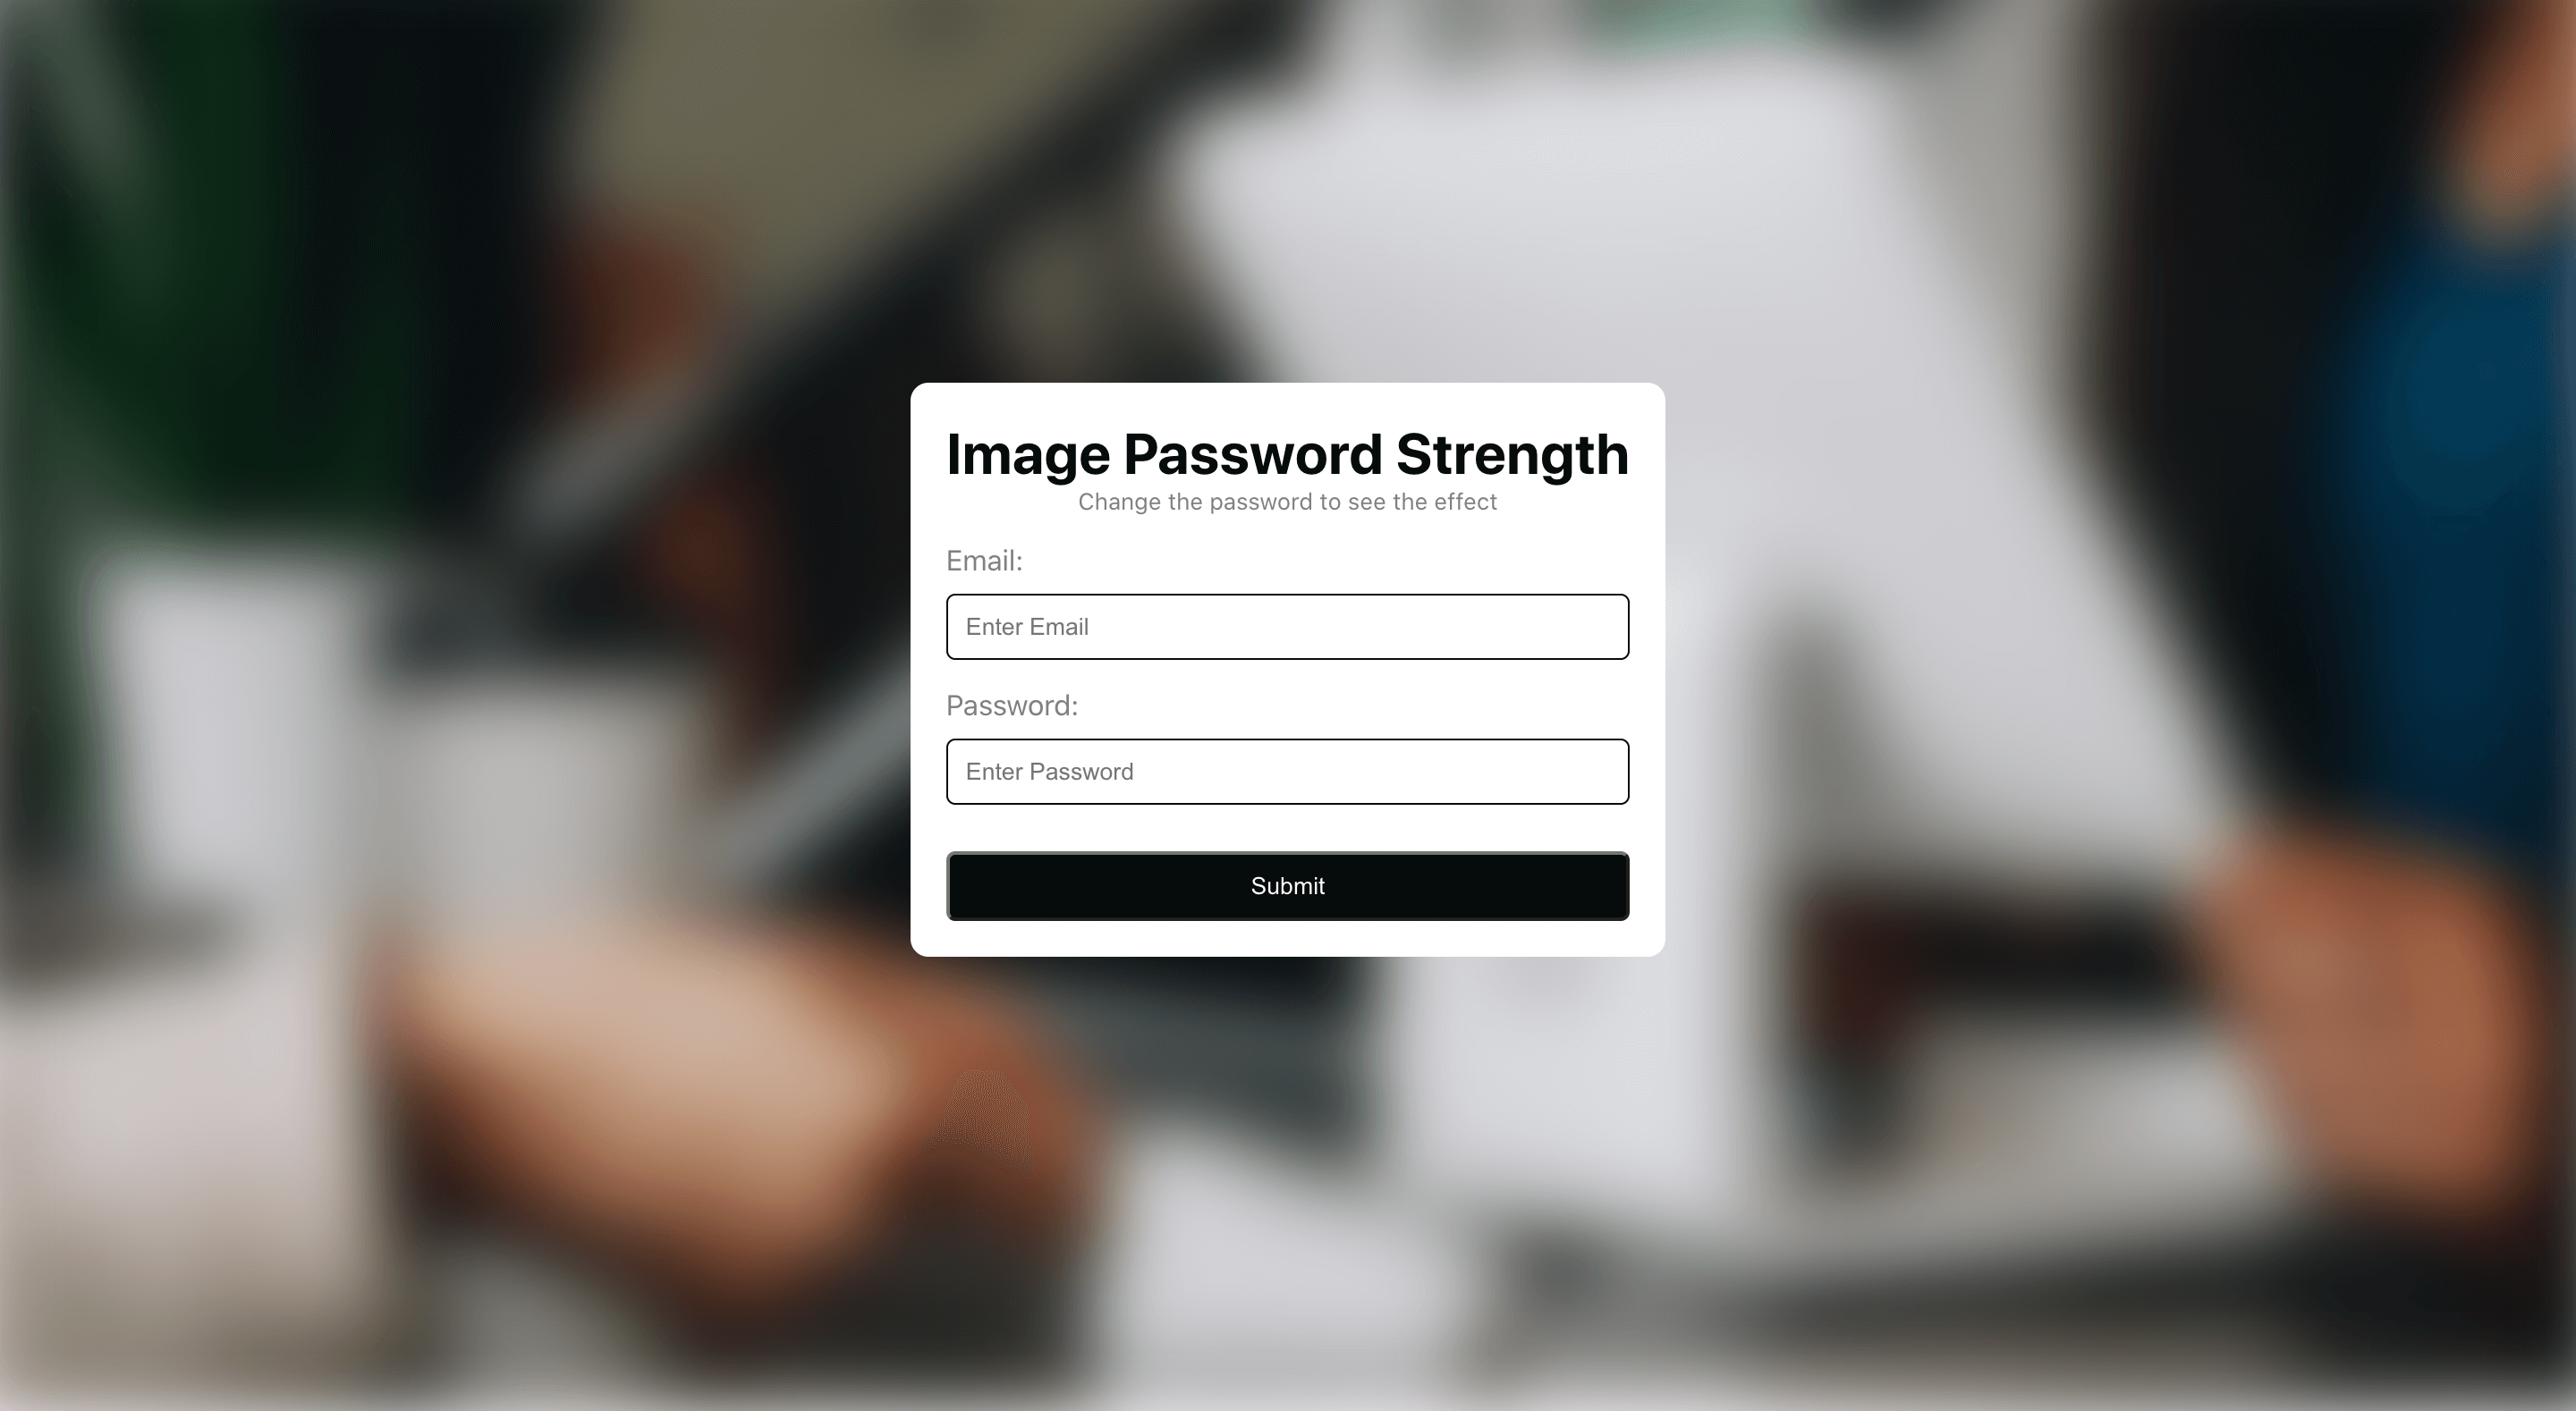 Image Password Strength
Change the password to see the effect
Email:
Enter Email
Password:
Enter Password
Submit